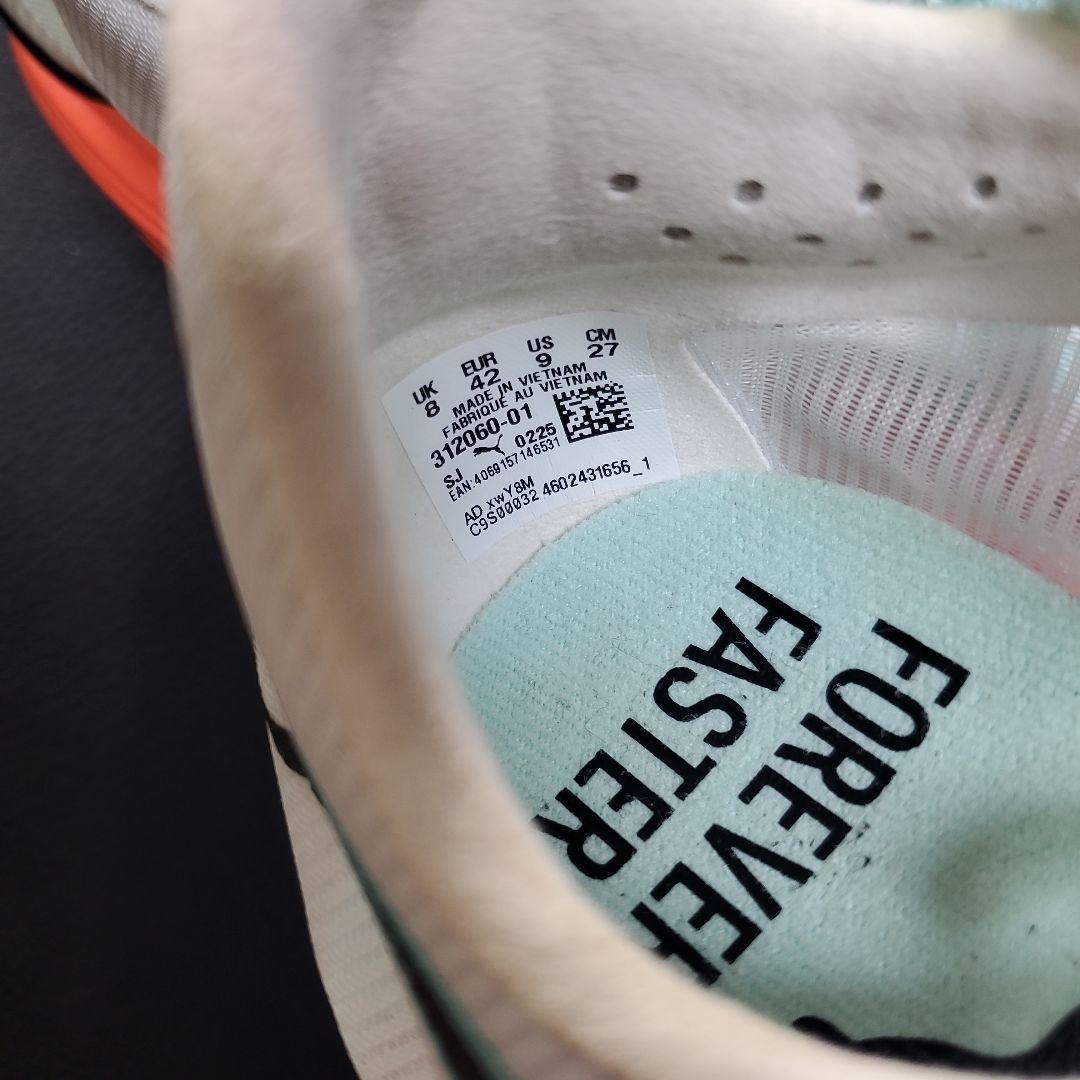 UK EUR US CM
8 42 9 27
MADE IN VIETNAM
FABRIQUE AU VIETNAM
312060-01
SJ 0225
EAN:4069157146531
AD xwY8M
C9S00032 4602431656_1
FOREVER
FASTER